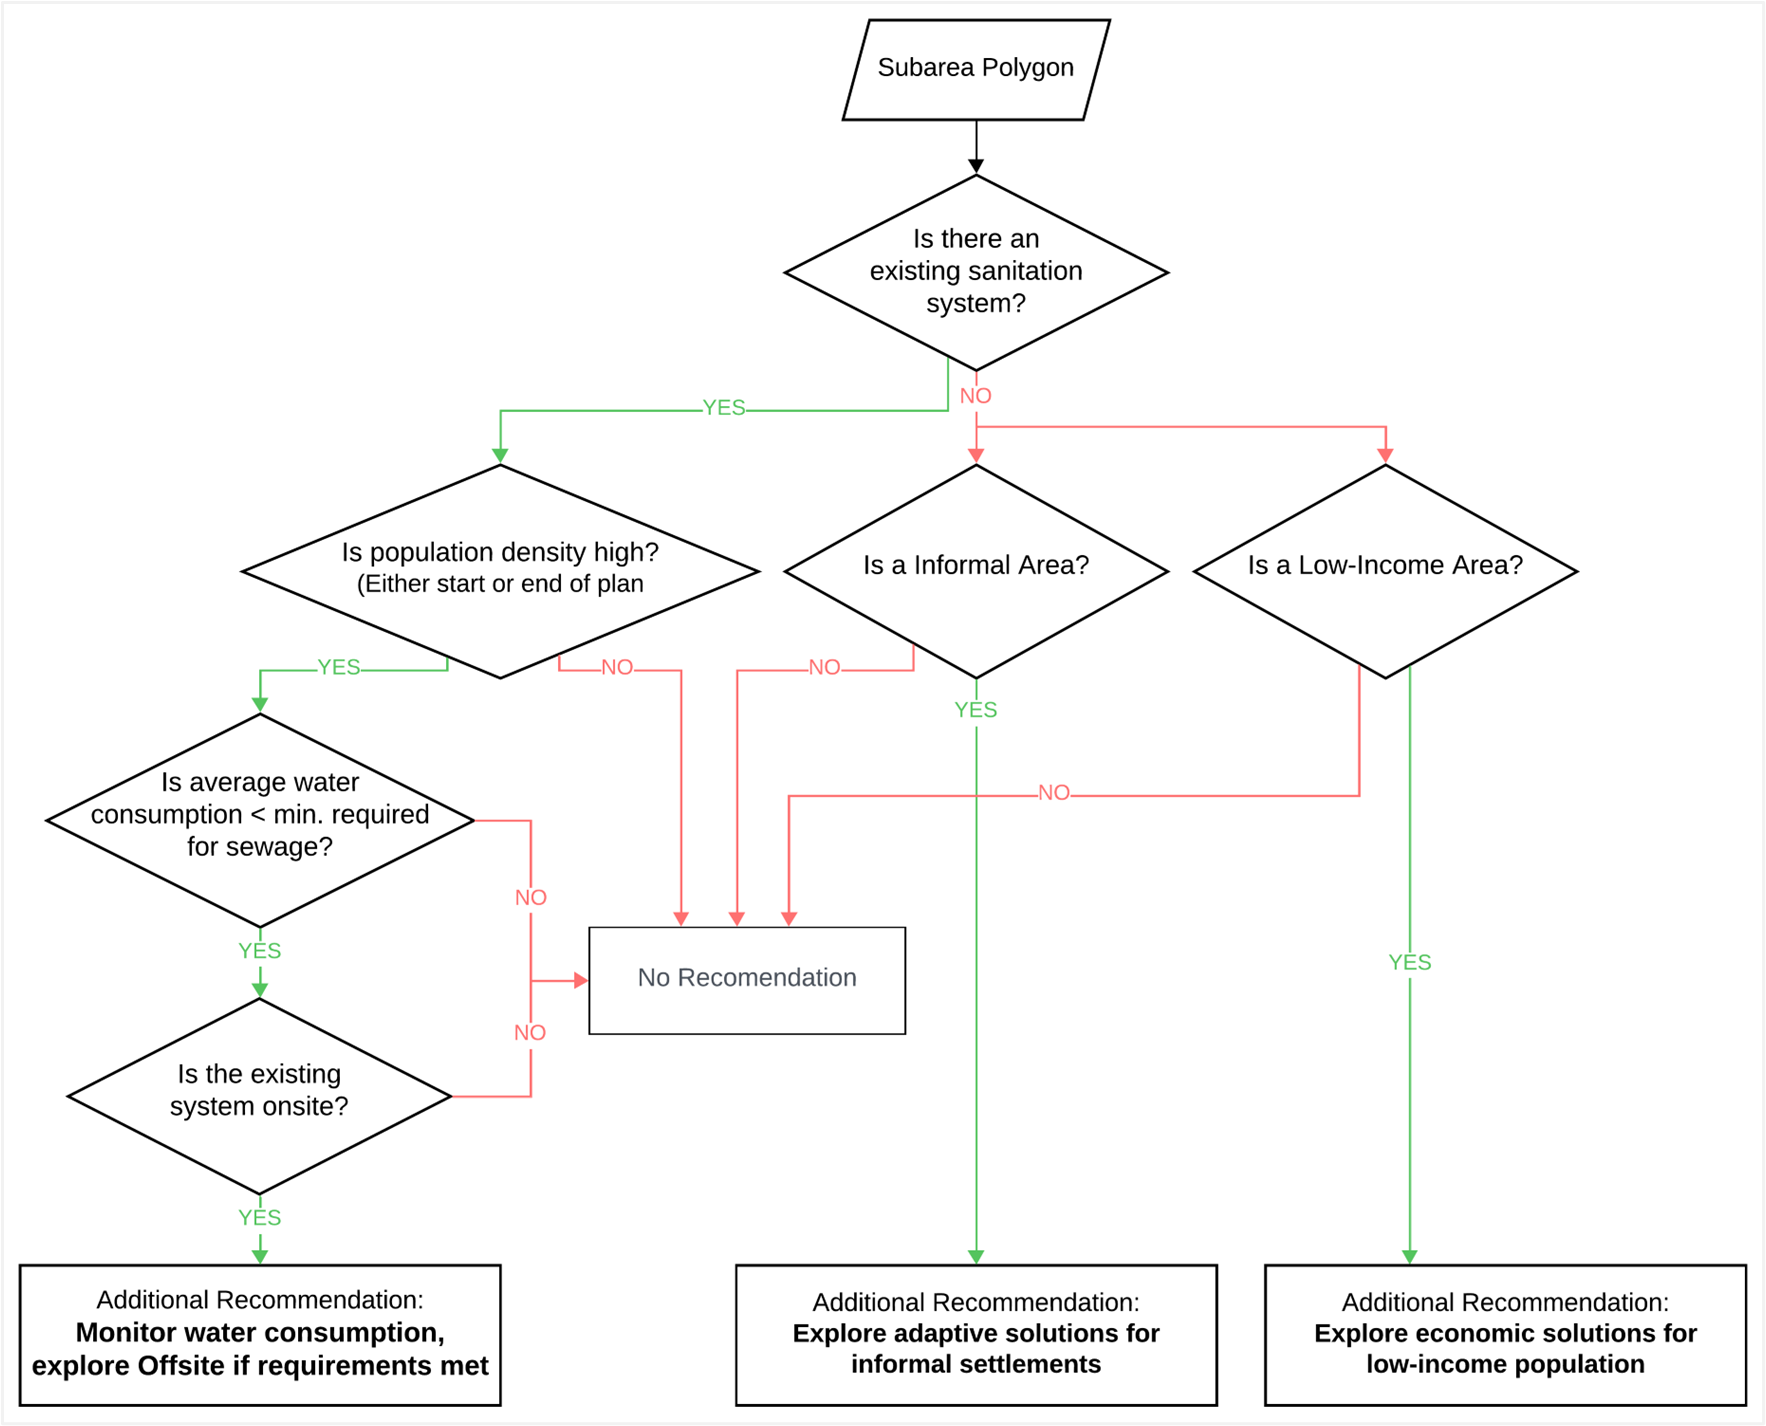 Subarea Polygon
Is there an
existing sanitation
system?
YES
NO
Is population density high?
(Either start or end of plan
Is a Informal Area?
Is a Low-Income Area?
YES
NO
NO
YES
NO
Is average water
consumption < min. required
for sewage?
NO
YES
No Recomendation
YES
NO
Is the existing
system onsite?
YES
Additional Recommendation:
Monitor water consumption,
explore Offsite if requirements met
Additional Recommendation:
Explore adaptive solutions for
informal settlements
Additional Recommendation:
Explore economic solutions for
low-income population